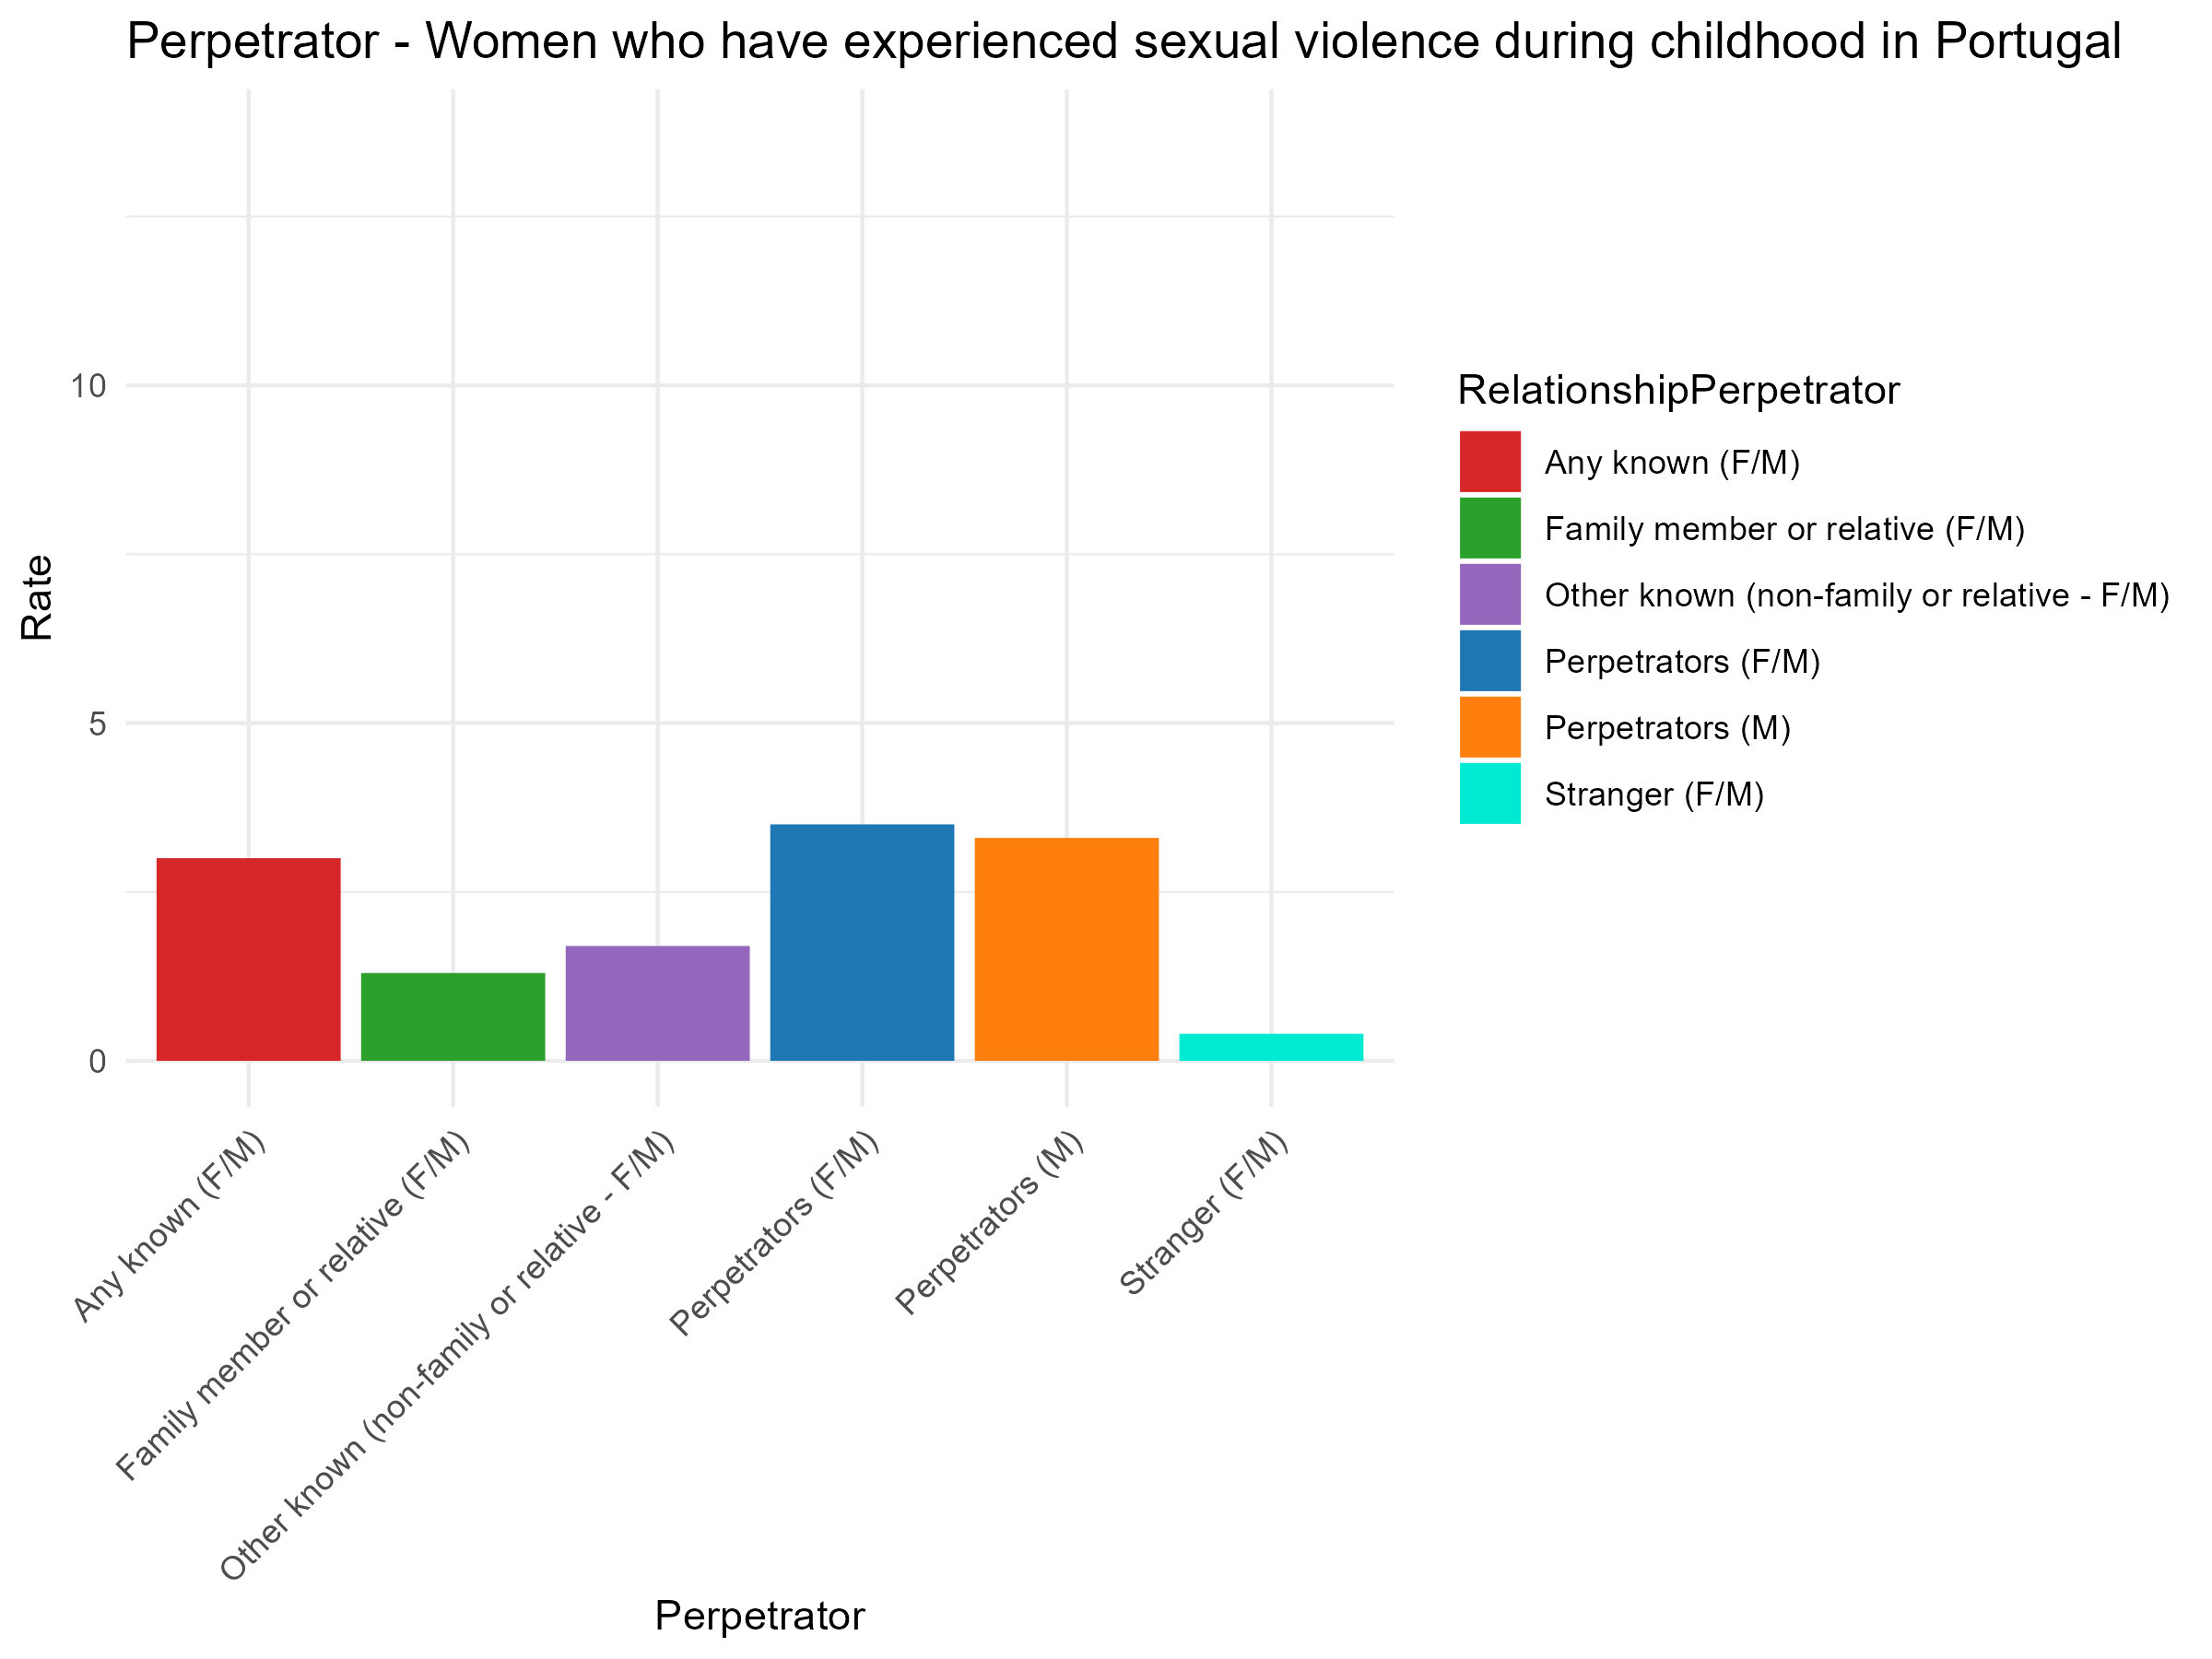 Perpetrator - Women who have experienced sexual violence during childhood in Portugal
Rate
10
5
0
Any known (F/M)
Family member or relative (F/M)
Other known (non-family or relative - F/M)
Perpetrators (F/M)
Perpetrators (M)
Stranger (F/M)
Perpetrator
RelationshipPerpetrator
Any known (F/M)
Family member or relative (F/M)
Other known (non-family or relative - F/M)
Perpetrators (F/M)
Perpetrators (M)
Stranger (F/M)